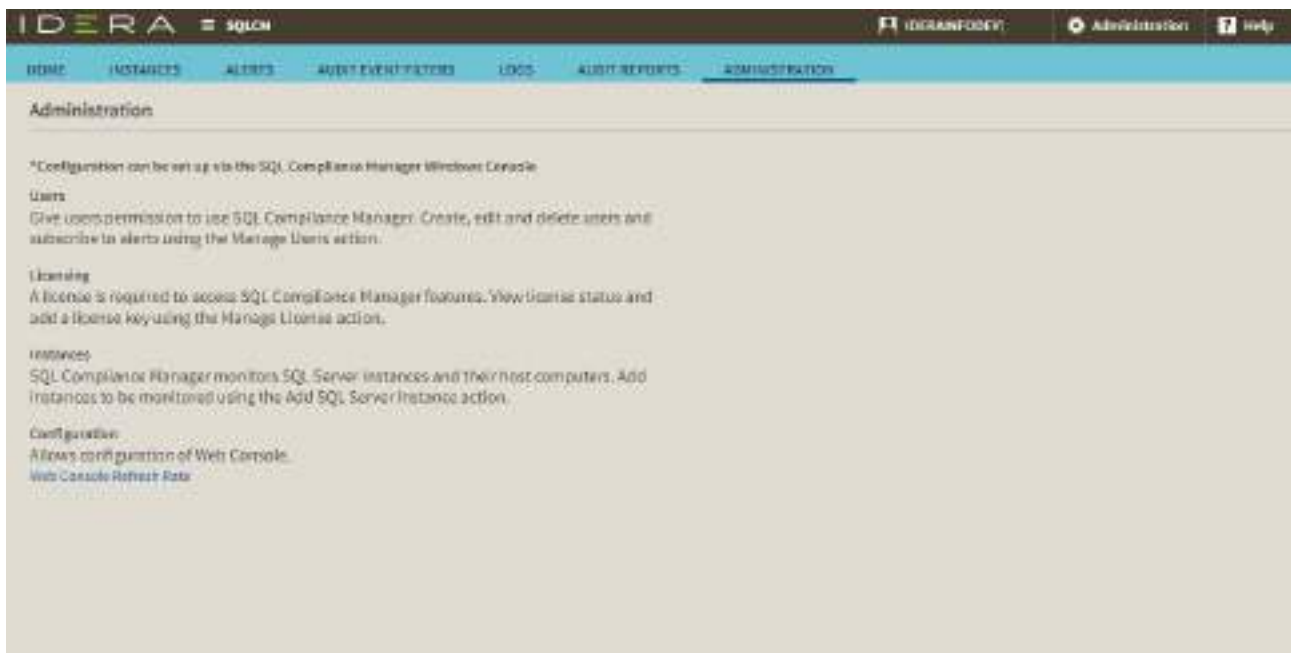 IDERA SQLCM IDERAINFODEV\ Administration ? Help
HOME INSTANCES ALERTS AUDIT EVENT FILTERS LOGS AUDIT REPORTS ADMINISTRATION
Administration
*Configuration can be set up via the SQL Compliance Manager Windows Console
Users
Give users permission to use SQL Compliance Manager. Create, edit and delete users and
subscribe to alerts using the Manage Users action.
Licensing
A license is required to access SQL Compliance Manager features. View license status and
add a license key using the Manage License action.
Instances
SQL Compliance Manager monitors SQL Server instances and their host computers. Add
instances to be monitored using the Add SQL Server Instance action.
Configuration
Allows configuration of Web Console.
Web Console Refresh Rate